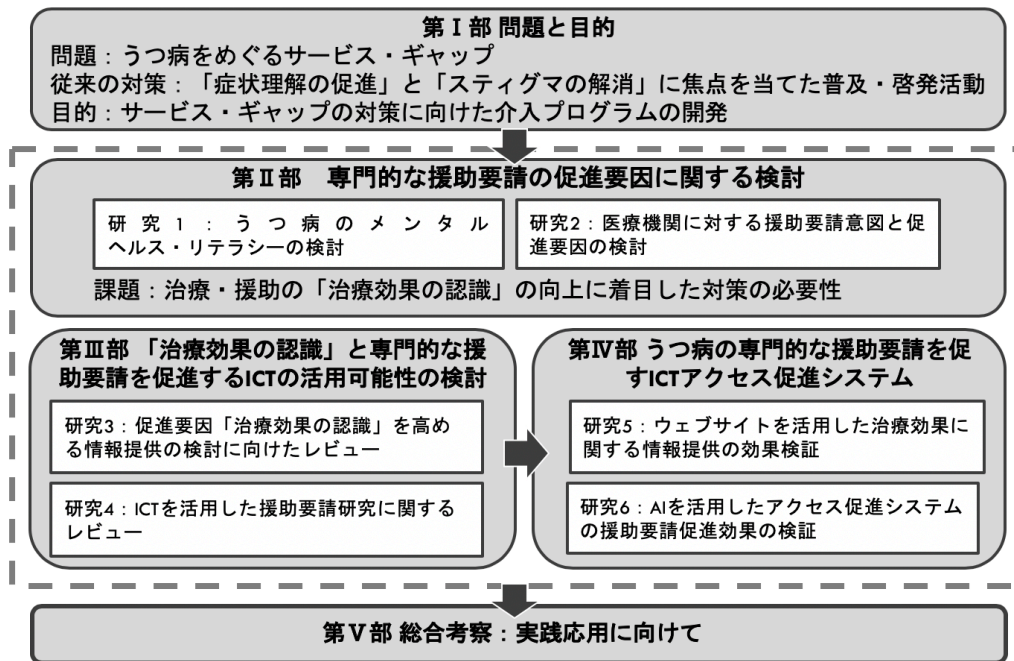 第Ⅰ部 問題と目的
問題：うつ病をめぐるサービス・ギャップ
従来の対策：「症状理解の促進」と「スティグマの解消」に焦点を当てた普及・啓発活動
目的：サービス・ギャップの対策に向けた介入プログラムの開発
第Ⅱ部　専門的な援助要請の促進要因に関する検討
研究1：うつ病のメンタル
ヘルス・リテラシーの検討
研究2：医療機関に対する援助要請意図と促
進要因の検討
課題：治療・援助の「治療効果の認識」の向上に着目した対策の必要性
第Ⅲ部 「治療効果の認識」と専門的な援
助要請を促進するICTの活用可能性の検討
研究3：促進要因「治療効果の認識」を高め
る情報提供の検討に向けたレビュー
研究4：ICTを活用した援助要請研究に関する
レビュー
第Ⅳ部 うつ病の専門的な援助要請を促
すICTアクセス促進システム
研究5：ウェブサイトを活用した治療効果に
関する情報提供の効果検証
研究6：AIを活用したアクセス促進システム
の援助要請促進効果の検証
第Ⅴ部 総合考察：実践応用に向けて